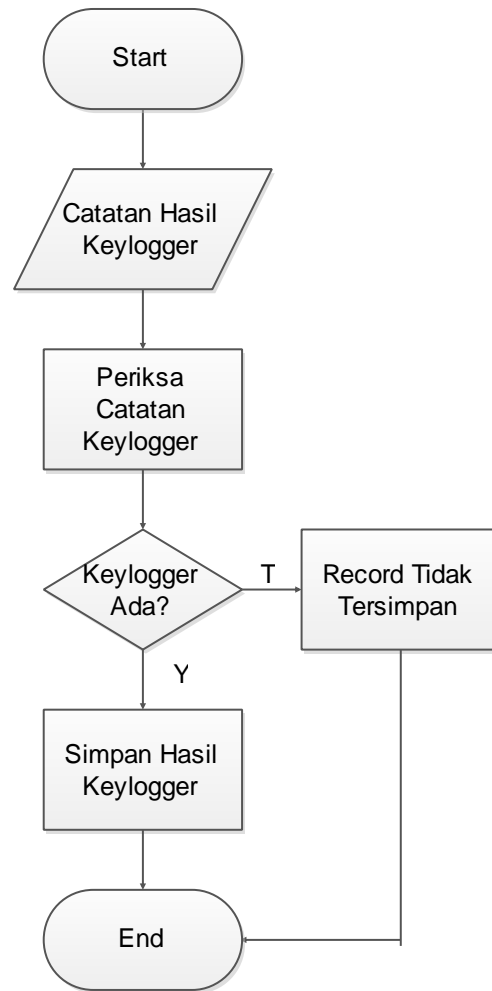 Start
Catatan Hasil
Keylogger
Periksa
Catatan
Keylogger
Keylogger
Ada?
T
Record Tidak
Tersimpan
Y
Simpan Hasil
Keylogger
End